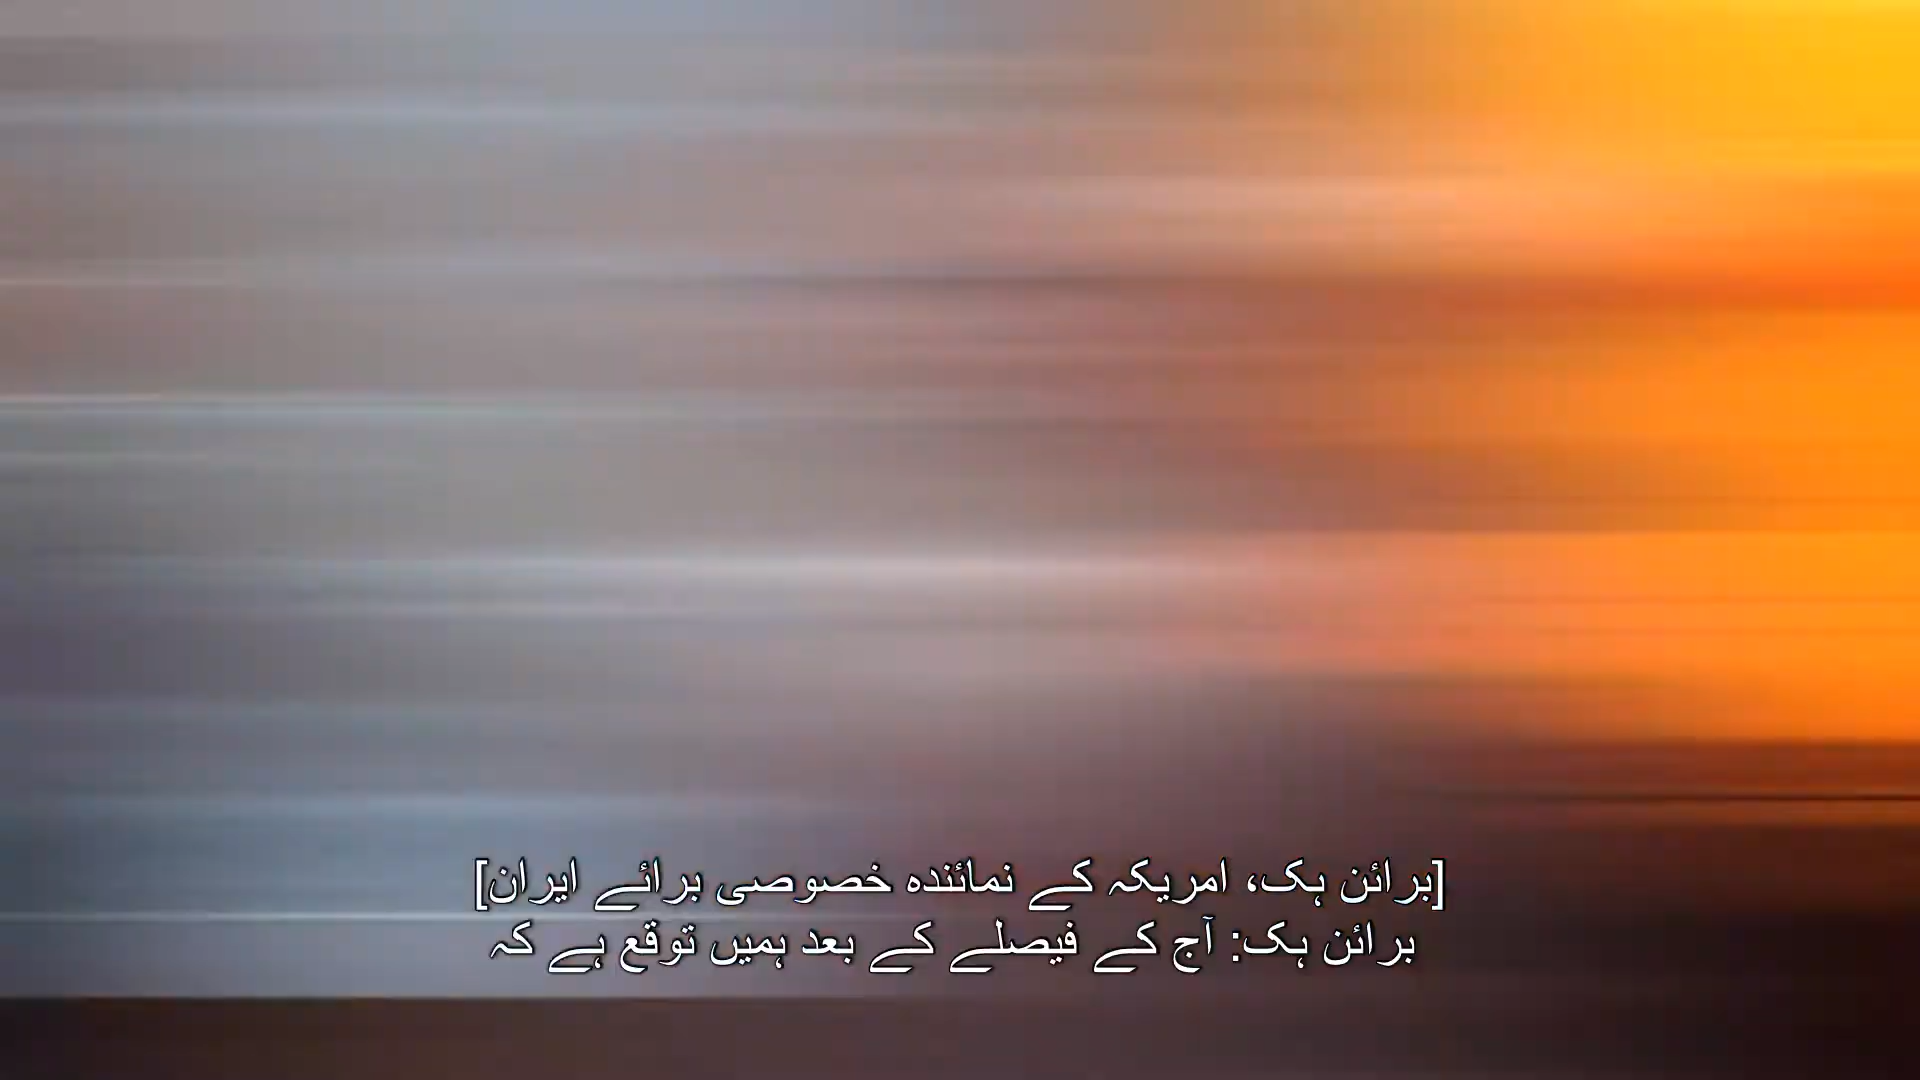 [برائن ہک، امریکہ کے نمائندہ خصوصی برائے ایران]
برائن ہک: آج کے فیصلے کے بعد ہمیں توقع ہے کہ